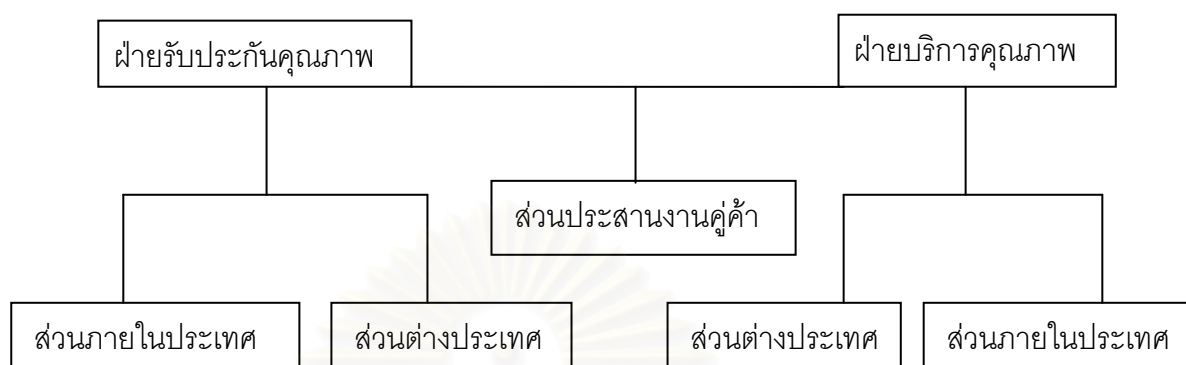 ฝ่ายรับประกันคุณภาพ
ฝ่ายบริการคุณภาพ
ส่วนประสานงานคู่ค้า
ส่วนภายในประเทศ
ส่วนต่างประเทศ
ส่วนต่างประเทศ
ส่วนภายในประเทศ